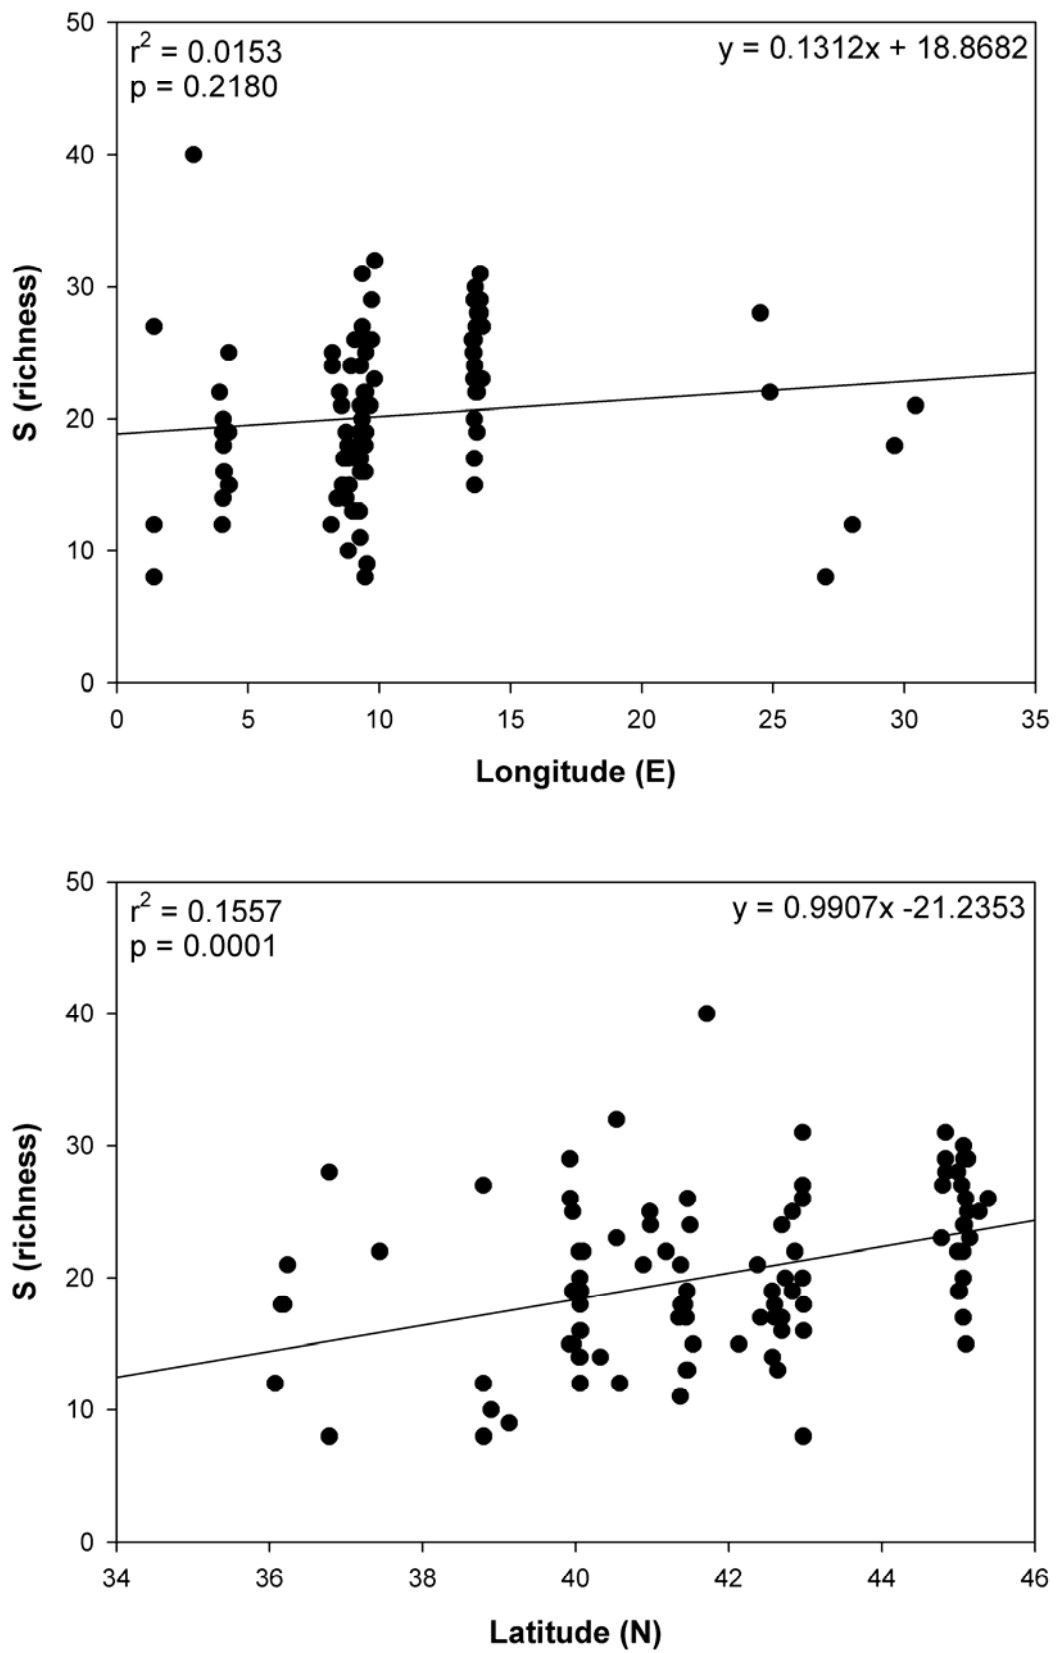 r² = 0.0153
y = 0.1312x + 18.8682
p = 0.2180
50
40
30
20
10
0
S (richness)
0 5 10 15 20 25 30 35
Longitude (E)
r² = 0.1557
y = 0.9907x -21.2353
p = 0.0001
50
40
30
20
10
0
S (richness)
34 36 38 40 42 44 46
Latitude (N)